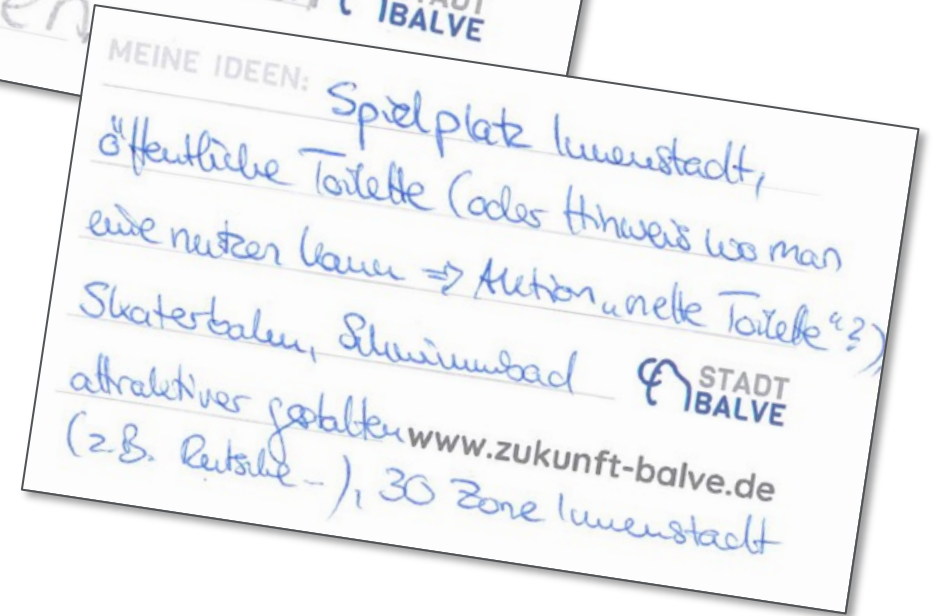 STADT
BALVE
MEINE IDEEN:
Spielplatz Innenstadt,
öffentliche Toilette (oder Hinweis wo man
eine nutzen kann => Aktion „nette Toilette“?)
Skaterbahn, Schwimmbad
attraktiver gestalten
(z.B. Rutsche -), 30 Zone Innenstadt
STADT
BALVE
www.zukunft-balve.de